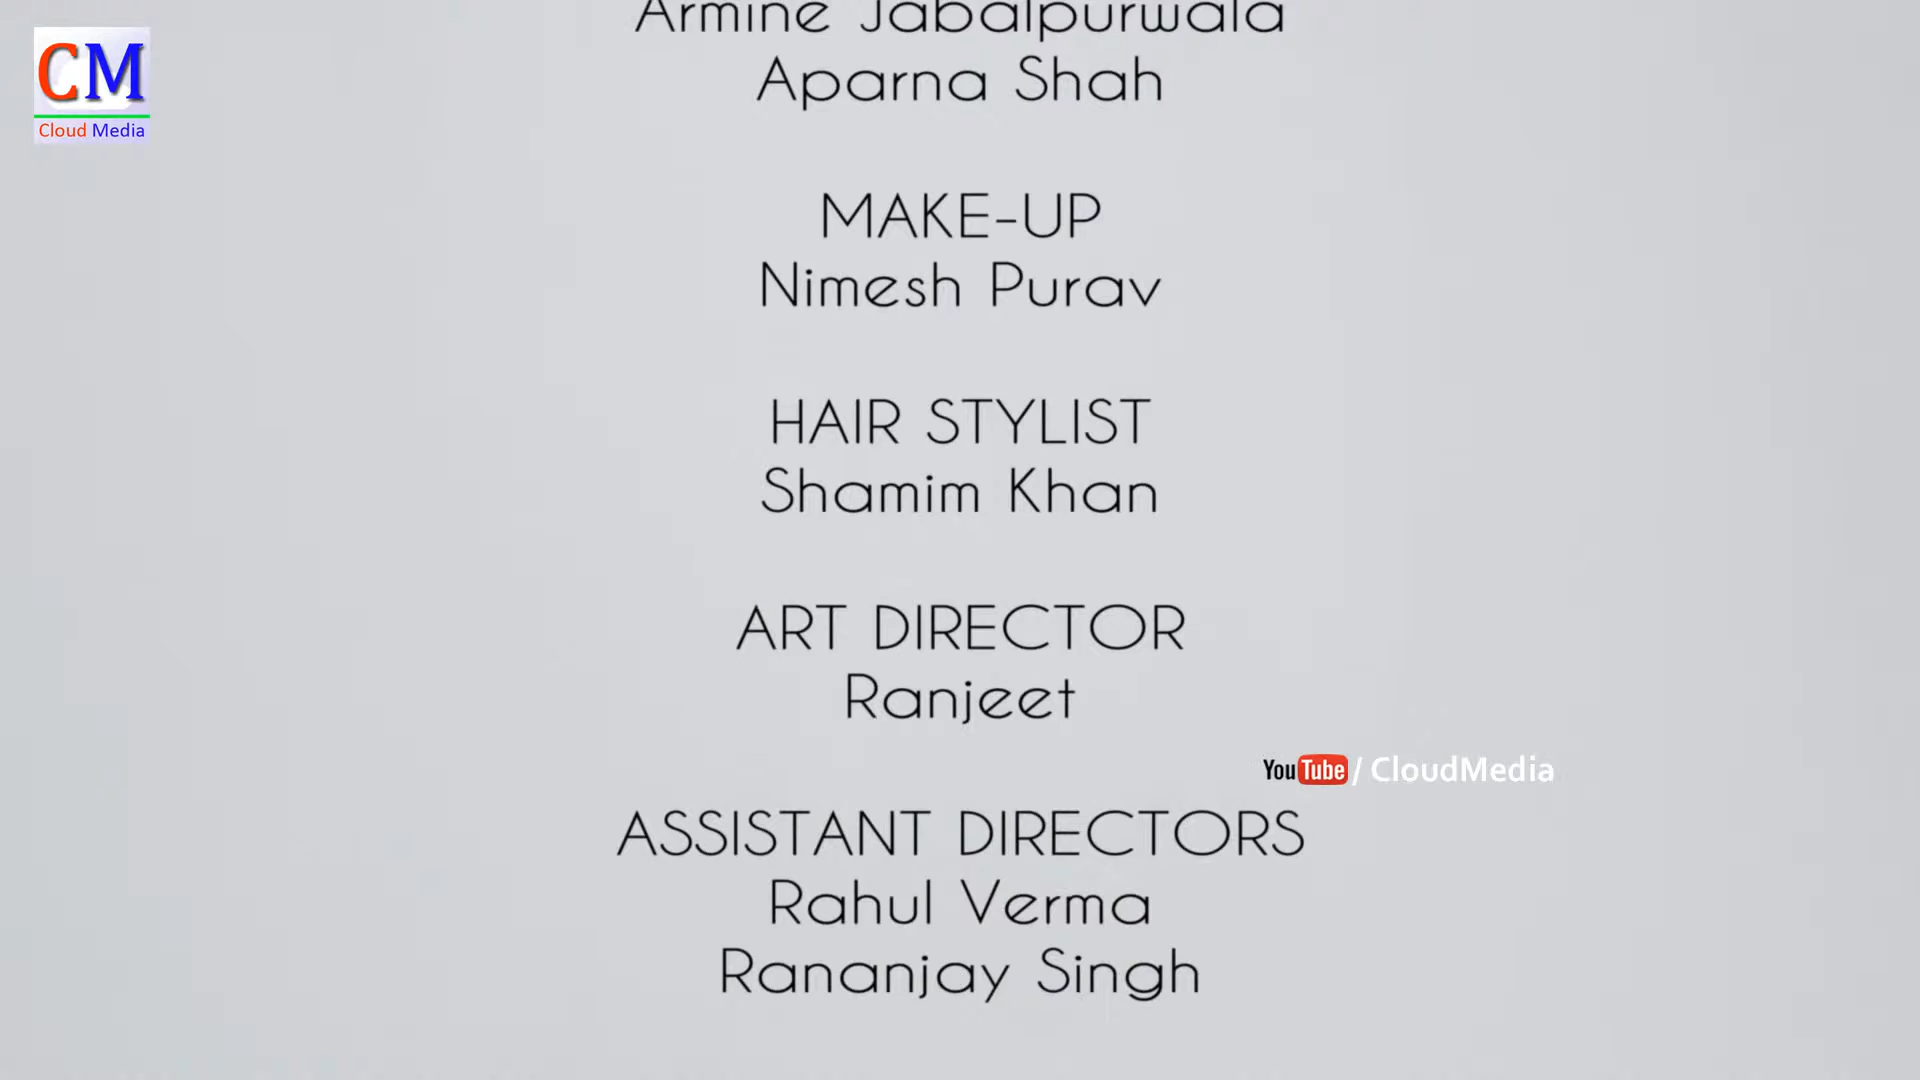 Armine Jabalpurwala
CM
Cloud Media
Aparna Shah
MAKE-UP
Nimesh Purav
HAIR STYLIST
Shamim Khan
ART DIRECTOR
Ranjeet
YouTube / CloudMedia
ASSISTANT DIRECTORS
Rahul Verma
Rananjay Singh